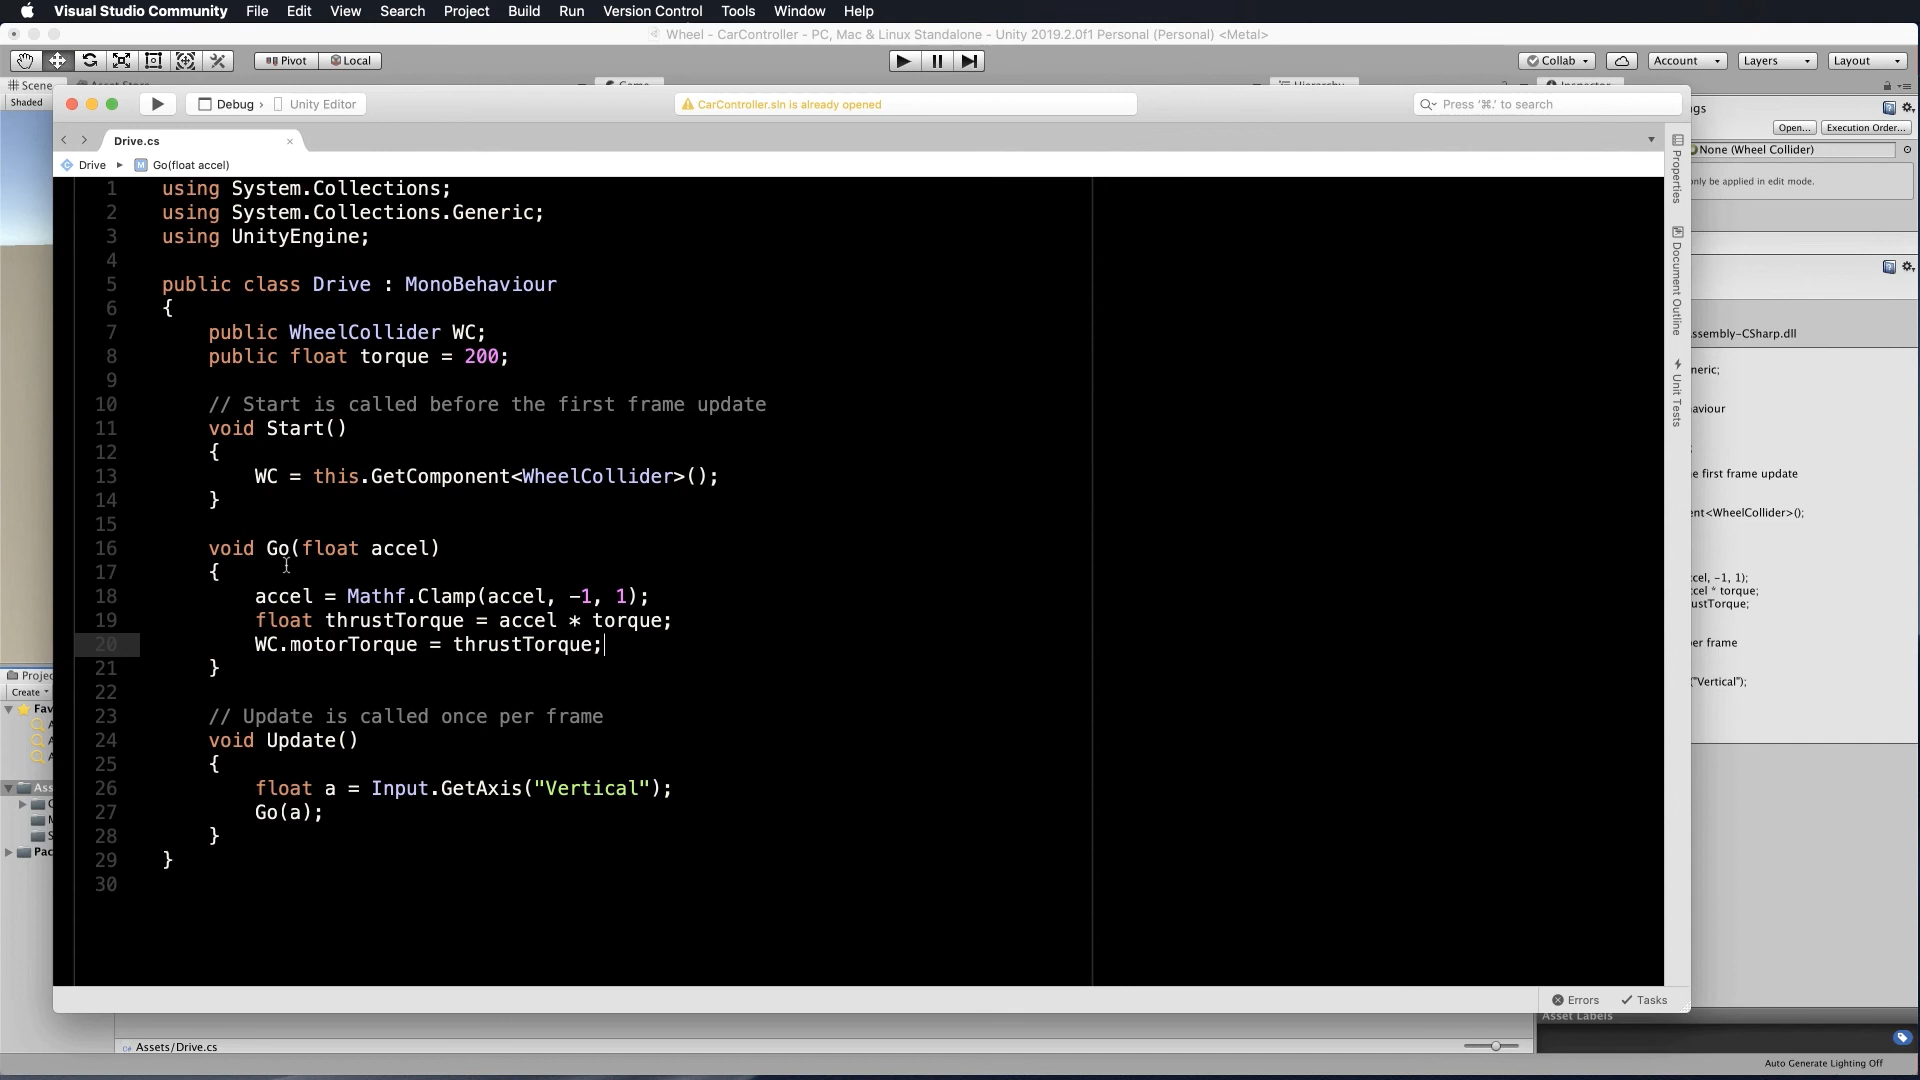 Visual Studio Community File Edit View Search Project Build Run Version Control Tools Window Help
Wheel - CarController - PC, Mac & Linux Standalone - Unity 2019.2.0f1 Personal (Personal) <Metal>
Pivot Local Collab Account Layers Layout
Scene
Shaded
Debug › Unity Editor
CarController.sln is already opened
Press '⌘.' to search
Open... Execution Order...
Drive.cs
Drive ▸ Go(float accel)
None (Wheel Collider)
only be applied in edit mode.
Properties
Document Outline
Unit Tests
1 using System.Collections;
2 using System.Collections.Generic;
3 using UnityEngine;
4
5 public class Drive : MonoBehaviour
6 {
7 public WheelCollider WC;
8 public float torque = 200;
9
10 // Start is called before the first frame update
11 void Start()
12 {
13 WC = this.GetComponent<WheelCollider>();
14 }
15
16 void Go(float accel)
17 {
18 accel = Mathf.Clamp(accel, -1, 1);
19 float thrustTorque = accel * torque;
20 WC.motorTorque = thrustTorque;
21 }
22
23 // Update is called once per frame
24 void Update()
25 {
26 float a = Input.GetAxis("Vertical");
27 Go(a);
28 }
29 }
30
ssembly-CSharp.dll
neric;
aviour
e first frame update
nt<WheelCollider>();
cel, -1, 1);
cel * torque;
rustTorque;
er frame
("Vertical");
Projec
Create
Fav
Ass
Pac
Errors Tasks
Asset Labels
Assets/Drive.cs
Auto Generate Lighting Off